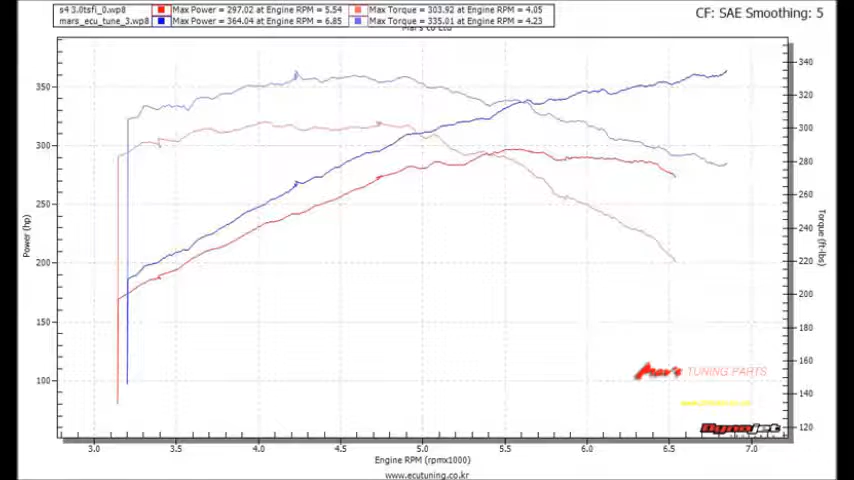 s4 3.0tsfi_0.wp8 Max Power = 297.02 at Engine RPM = 5.54 Max Torque = 303.92 at Engine RPM = 4.05
mars_ecu_tune_3.wp8 Max Power = 364.04 at Engine RPM = 6.85 Max Torque = 335.01 at Engine RPM = 4.23
CF: SAE Smoothing: 5
Mar's Co Ltd
350
300
250
200
150
100
Power (hp)
340
320
300
280
260
240
220
200
180
160
140
120
Torque (ft-lbs)
Mar's TUNING PARTS
Dynojet
3.0 3.5 4.0 4.5 5.0 5.5 6.0 6.5 7.0
Engine RPM (rpmx1000)
www.ecutuning.co.kr